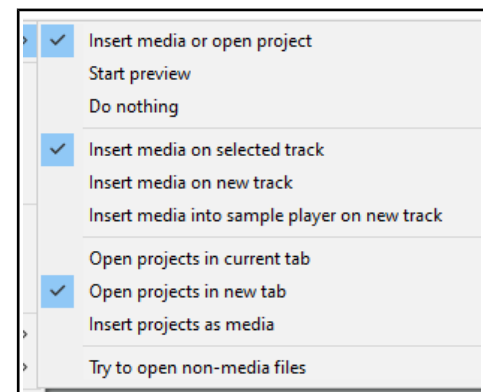 Insert media or open project
Start preview
Do nothing
Insert media on selected track
Insert media on new track
Insert media into sample player on new track
Open projects in current tab
Open projects in new tab
Insert projects as media
Try to open non-media files